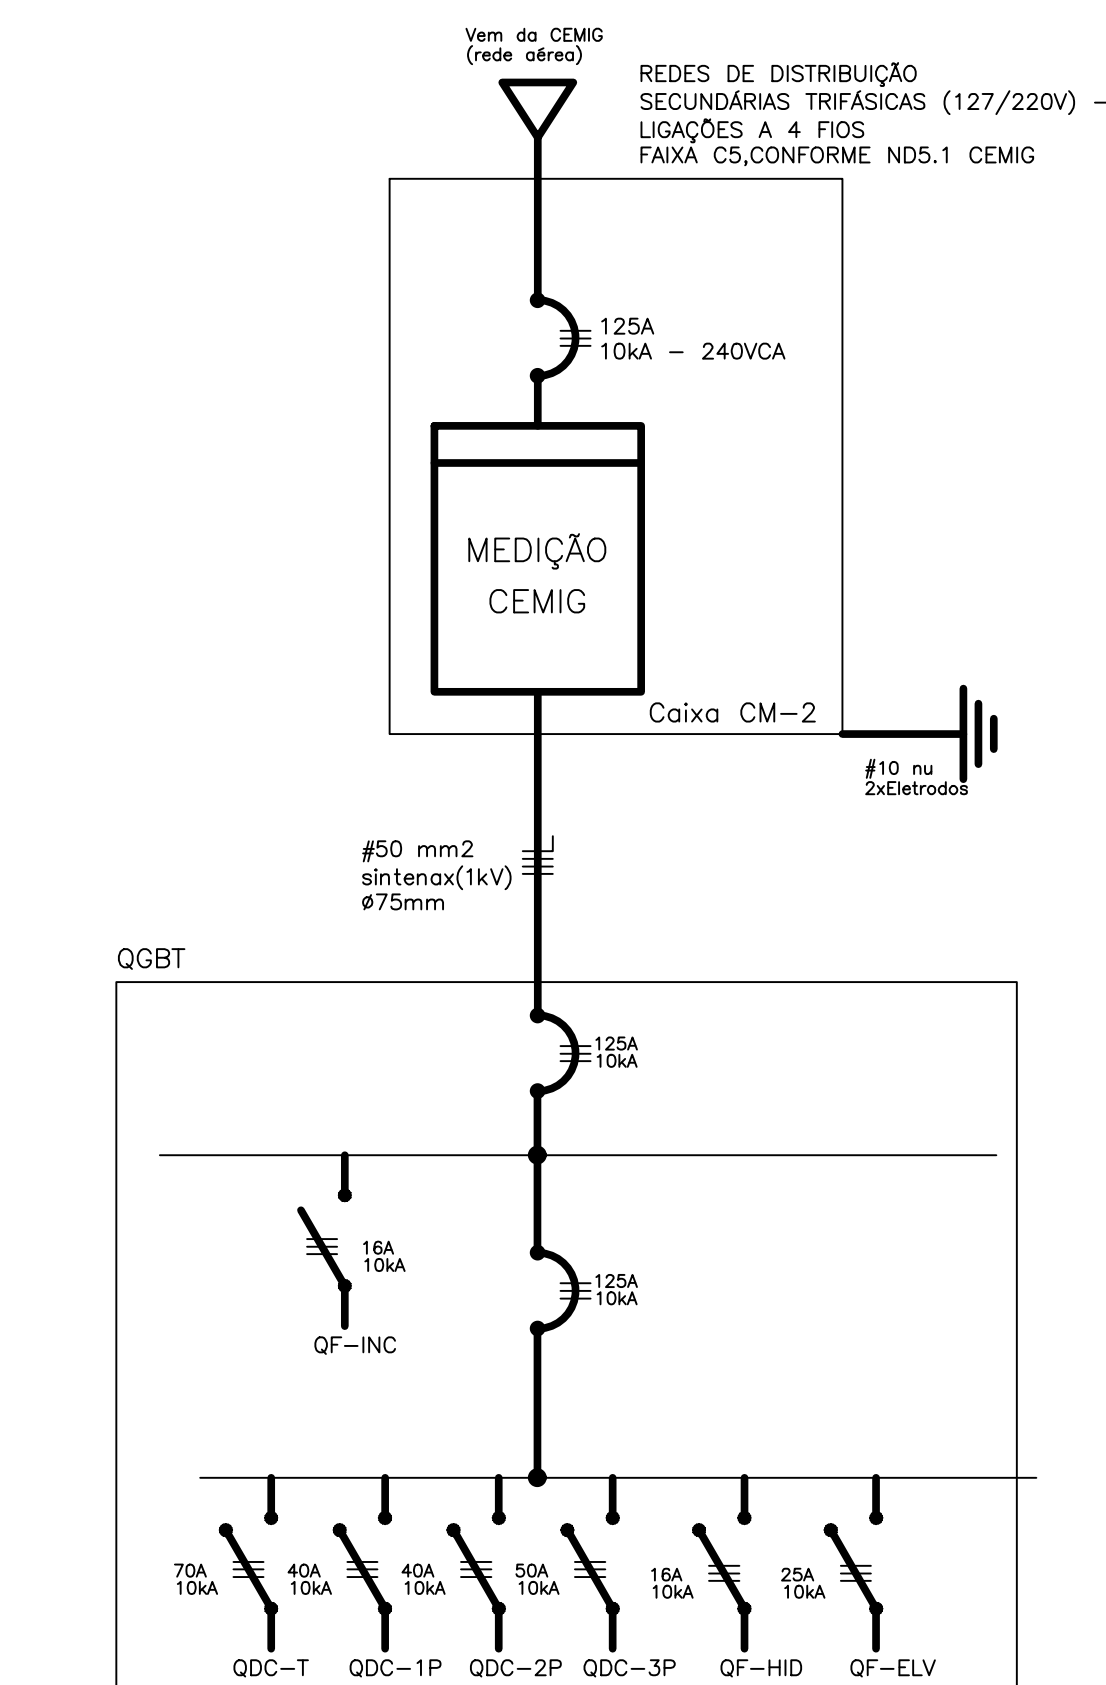 Vem da CEMIG
(rede aérea)
REDES DE DISTRIBUIÇÃO
SECUNDÁRIAS TRIFÁSICAS (127/220V) –
LIGAÇÕES A 4 FIOS
FAIXA C5,CONFORME ND5.1 CEMIG
125A
10kA – 240VCA
MEDIÇÃO
CEMIG
Caixa CM–2
#10 nu
2xEletrodos
#50 mm2
sintenax(1kV)
ø75mm
QGBT
125A
10kA
16A
10kA
QF–INC
125A
10kA
70A
10kA
40A
10kA
40A
10kA
50A
10kA
16A
10kA
25A
10kA
QDC–T QDC–1P QDC–2P QDC–3P QF–HID QF–ELV